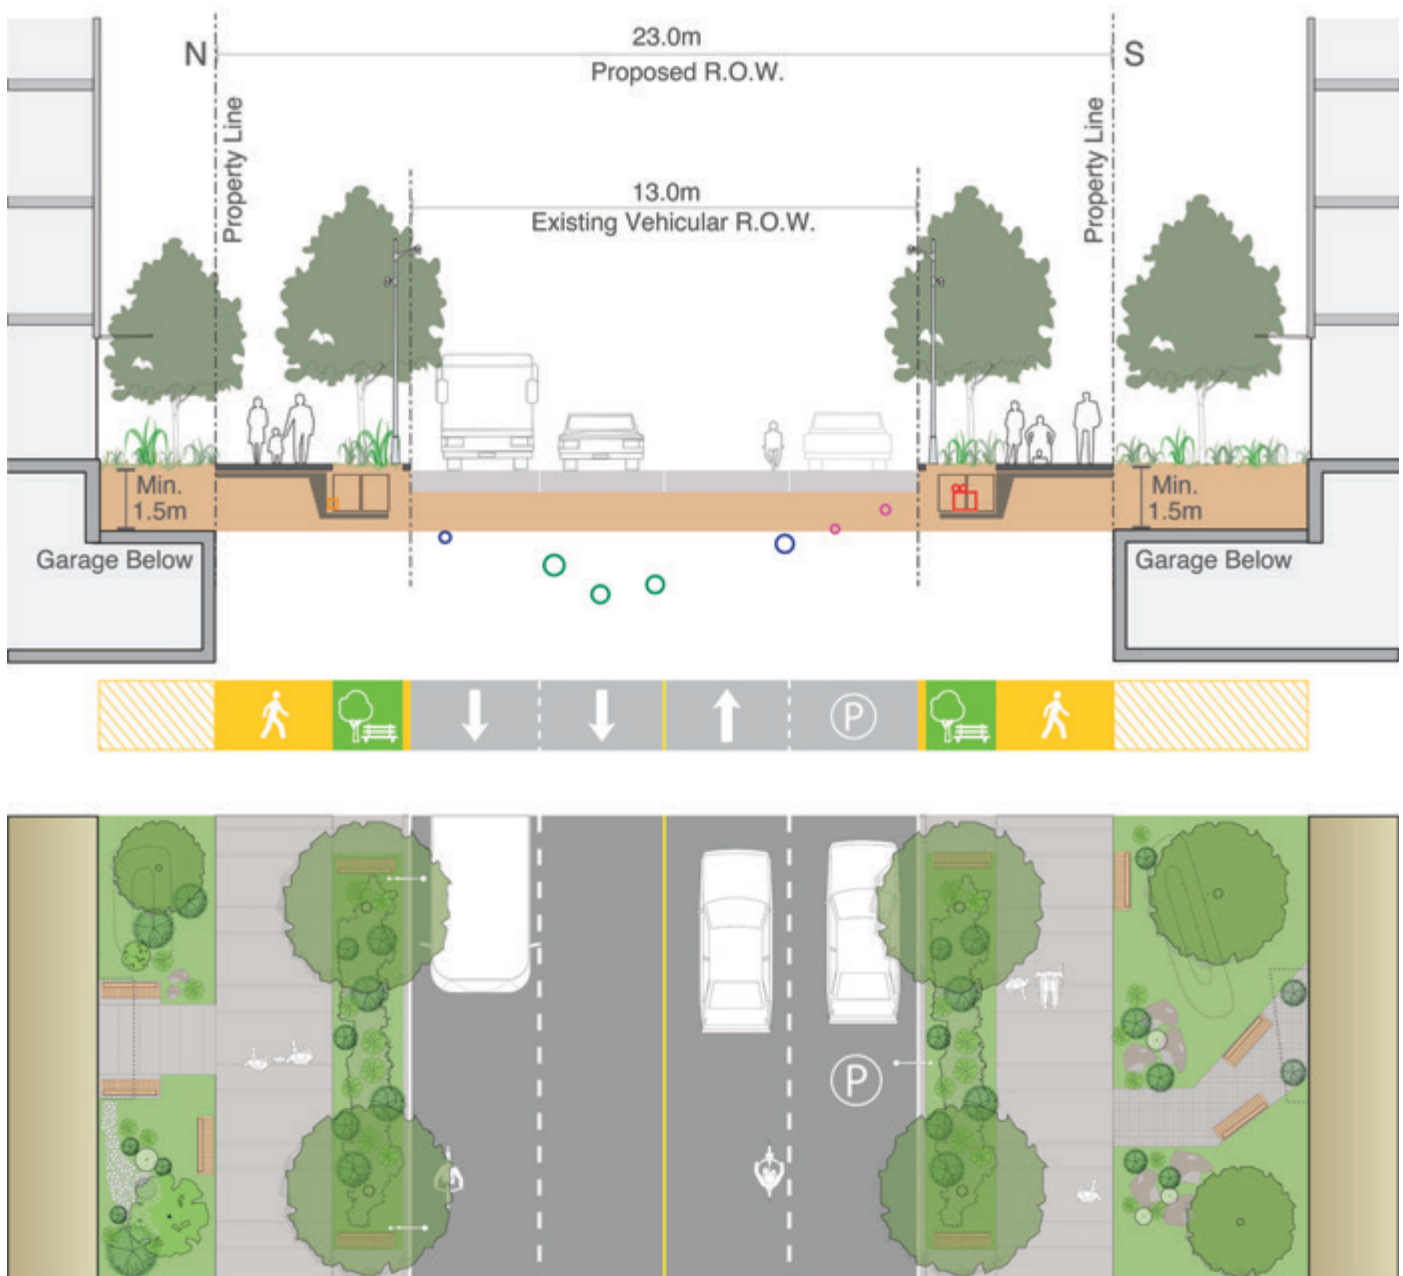 N
23.0m
S
Proposed R.O.W.
Property Line
Property Line
13.0m
Existing Vehicular R.O.W.
Min.
1.5m
Min.
1.5m
Garage Below
Garage Below
P
P